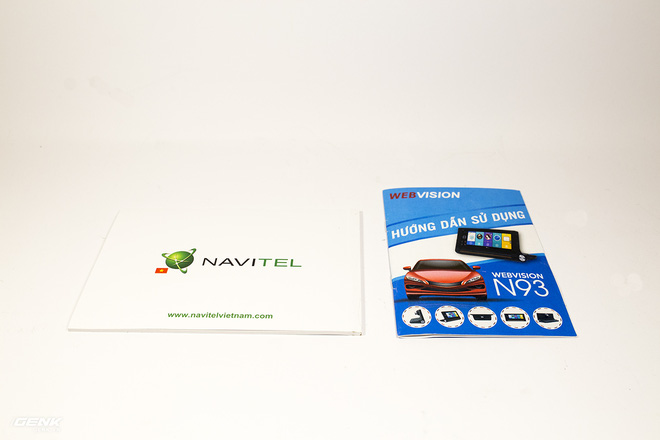 NAVITEL
www.navitelvietnam.com
WEBVISION
HƯỚNG DẪN SỬ DỤNG
WEBVISION
N93
GENK